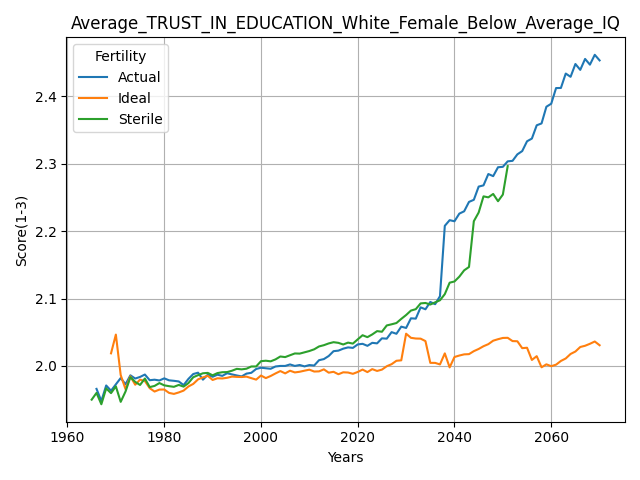 Average_TRUST_IN_EDUCATION_White_Female_Below_Average_IQ
Fertility
Actual
Ideal
Sterile
Score(1-3)
2.4
2.3
2.2
2.1
2.0
1960
1980
2000
2020
2040
2060
Years